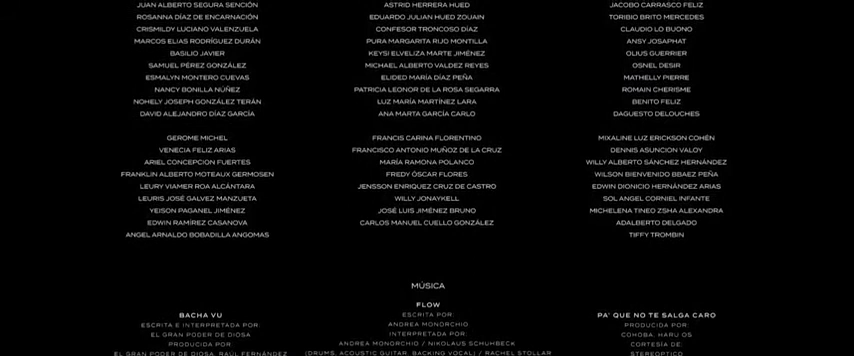 JUAN ALBERTO SEGURA SENCIÓN
ROSANNA DÍAZ DE ENCARNACIÓN
CRISMILDY LUCIANO VALENZUELA
MARCOS ELIAS RODRÍGUEZ DURÁN
BASILIO JAVIER
SAMUEL PÉREZ GONZÁLEZ
ESMALYN MONTERO CUEVAS
NANCY BONILLA NÚÑEZ
NOHELY JOSEPH GONZÁLEZ TERÁN
DAVID ALEJANDRO DÍAZ GARCÍA
GEROME MICHEL
VENECIA FELIZ ARIAS
ARIEL CONCEPCION FUERTES
FRANKLIN ALBERTO MOTEAUX GERMOSEN
LEURY VIAMER ROA ALCÁNTARA
LEURIS JOSÉ GALVEZ MANZUETA
YEISON PAGANEL JIMÉNEZ
EDWIN RAMÍREZ CASANOVA
ANGEL ARNALDO BOBADILLA ANGOMAS
ASTRID HERRERA HUED
EDUARDO JULIAN HUED ZOUAIN
CONFESOR TRONCOSO DÍAZ
PURA MARGARITA RIJO MONTILLA
KEYSI ELVELIZA MARTE JIMÉNEZ
MICHAEL ALBERTO VALDEZ REYES
ELIDED MARÍA DÍAZ PEÑA
PATRICIA LEONOR DE LA ROSA SEGARRA
LUZ MARÍA MARTÍNEZ LARA
ANA MARTA GARCÍA CARLO
FRANCIS CARINA FLORENTINO
FRANCISCO ANTONIO MUÑOZ DE LA CRUZ
MARÍA RAMONA POLANCO
FREDY ÓSCAR FLORES
JENSSON ENRIQUEZ CRUZ DE CASTRO
WILLY JONAYKELL
JOSÉ LUIS JIMÉNEZ BRUNO
CARLOS MANUEL CUELLO GONZÁLEZ
JACOBO CARRASCO FELIZ
TORIBIO BRITO MERCEDES
CLAUDIO LO BUONO
ANSY JOSAPHAT
OLIUS GUERRIER
OSNEL DESIR
MATHELLY PIERRE
ROMAIN CHERISME
BENITO FELIZ
DAGUESTO DELOUCHES
MIXALINE LUZ ERICKSON COHÉN
DENNIS ASUNCION VALOY
WILLY ALBERTO SÁNCHEZ HERNÁNDEZ
WILSON BIENVENIDO BBAEZ PEÑA
EDWIN DIONICIO HERNÁNDEZ ARIAS
SOL ANGEL CORNIEL INFANTE
MICHELENA TINEO ZSHA ALEXANDRA
ADALBERTO DELGADO
TIFFY TROMBIN
MÚSICA
BACHA VU
ESCRITA E INTERPRETADA POR:
EL GRAN PODER DE DIOSA
PRODUCIDA POR:
EL GRAN PODER DE DIOSA, RAÚL FERNÁNDEZ
FLOW
ESCRITA POR:
ANDREA MONORCHIO
INTERPRETADA POR:
ANDREA MONORCHIO / NIKOLAUS SCHUHBECK
(DRUMS, ACOUSTIC GUITAR, BACKING VOCAL) / RACHEL STOLLAR
PA' QUE NO TE SALGA CARO
PRODUCIDA POR:
COHOBA, HARU OS
CORTESÍA DE:
STEREOPTICO